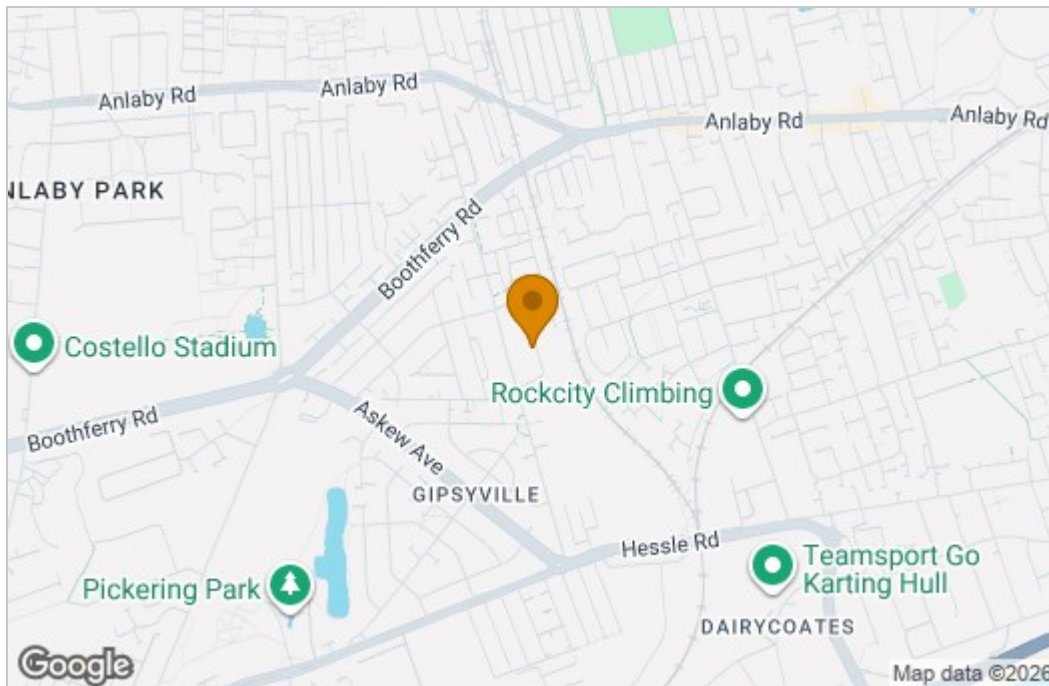 Anlaby Rd
Anlaby Rd
Anlaby Rd
Anlaby Rd
NLABY PARK
Boothferry Rd
Costello Stadium
Rockcity Climbing
Boothferry Rd
Askew Ave
GIPSYVILLE
Hessle Rd
Pickering Park
Teamsport Go
Karting Hull
DAIRYCOATES
Google
Map data ©2026